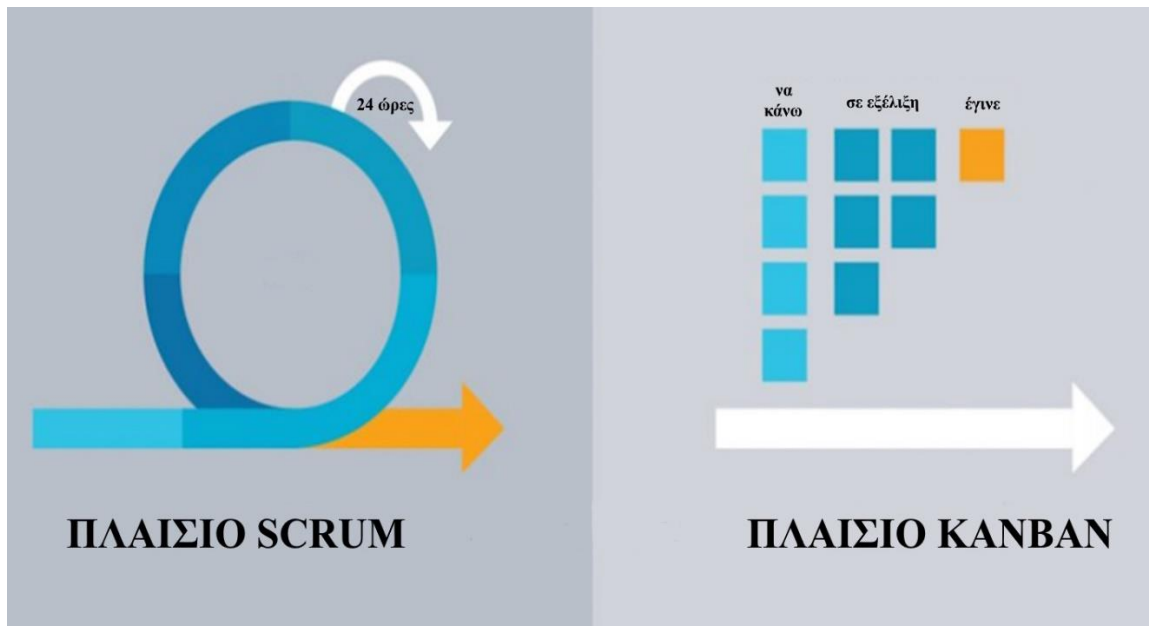 24 ώρες
ΠΛΑΙΣΙΟ SCRUM
να
κάνω
σε εξέλιξη
έγινε
ΠΛΑΙΣΙΟ KANBAN